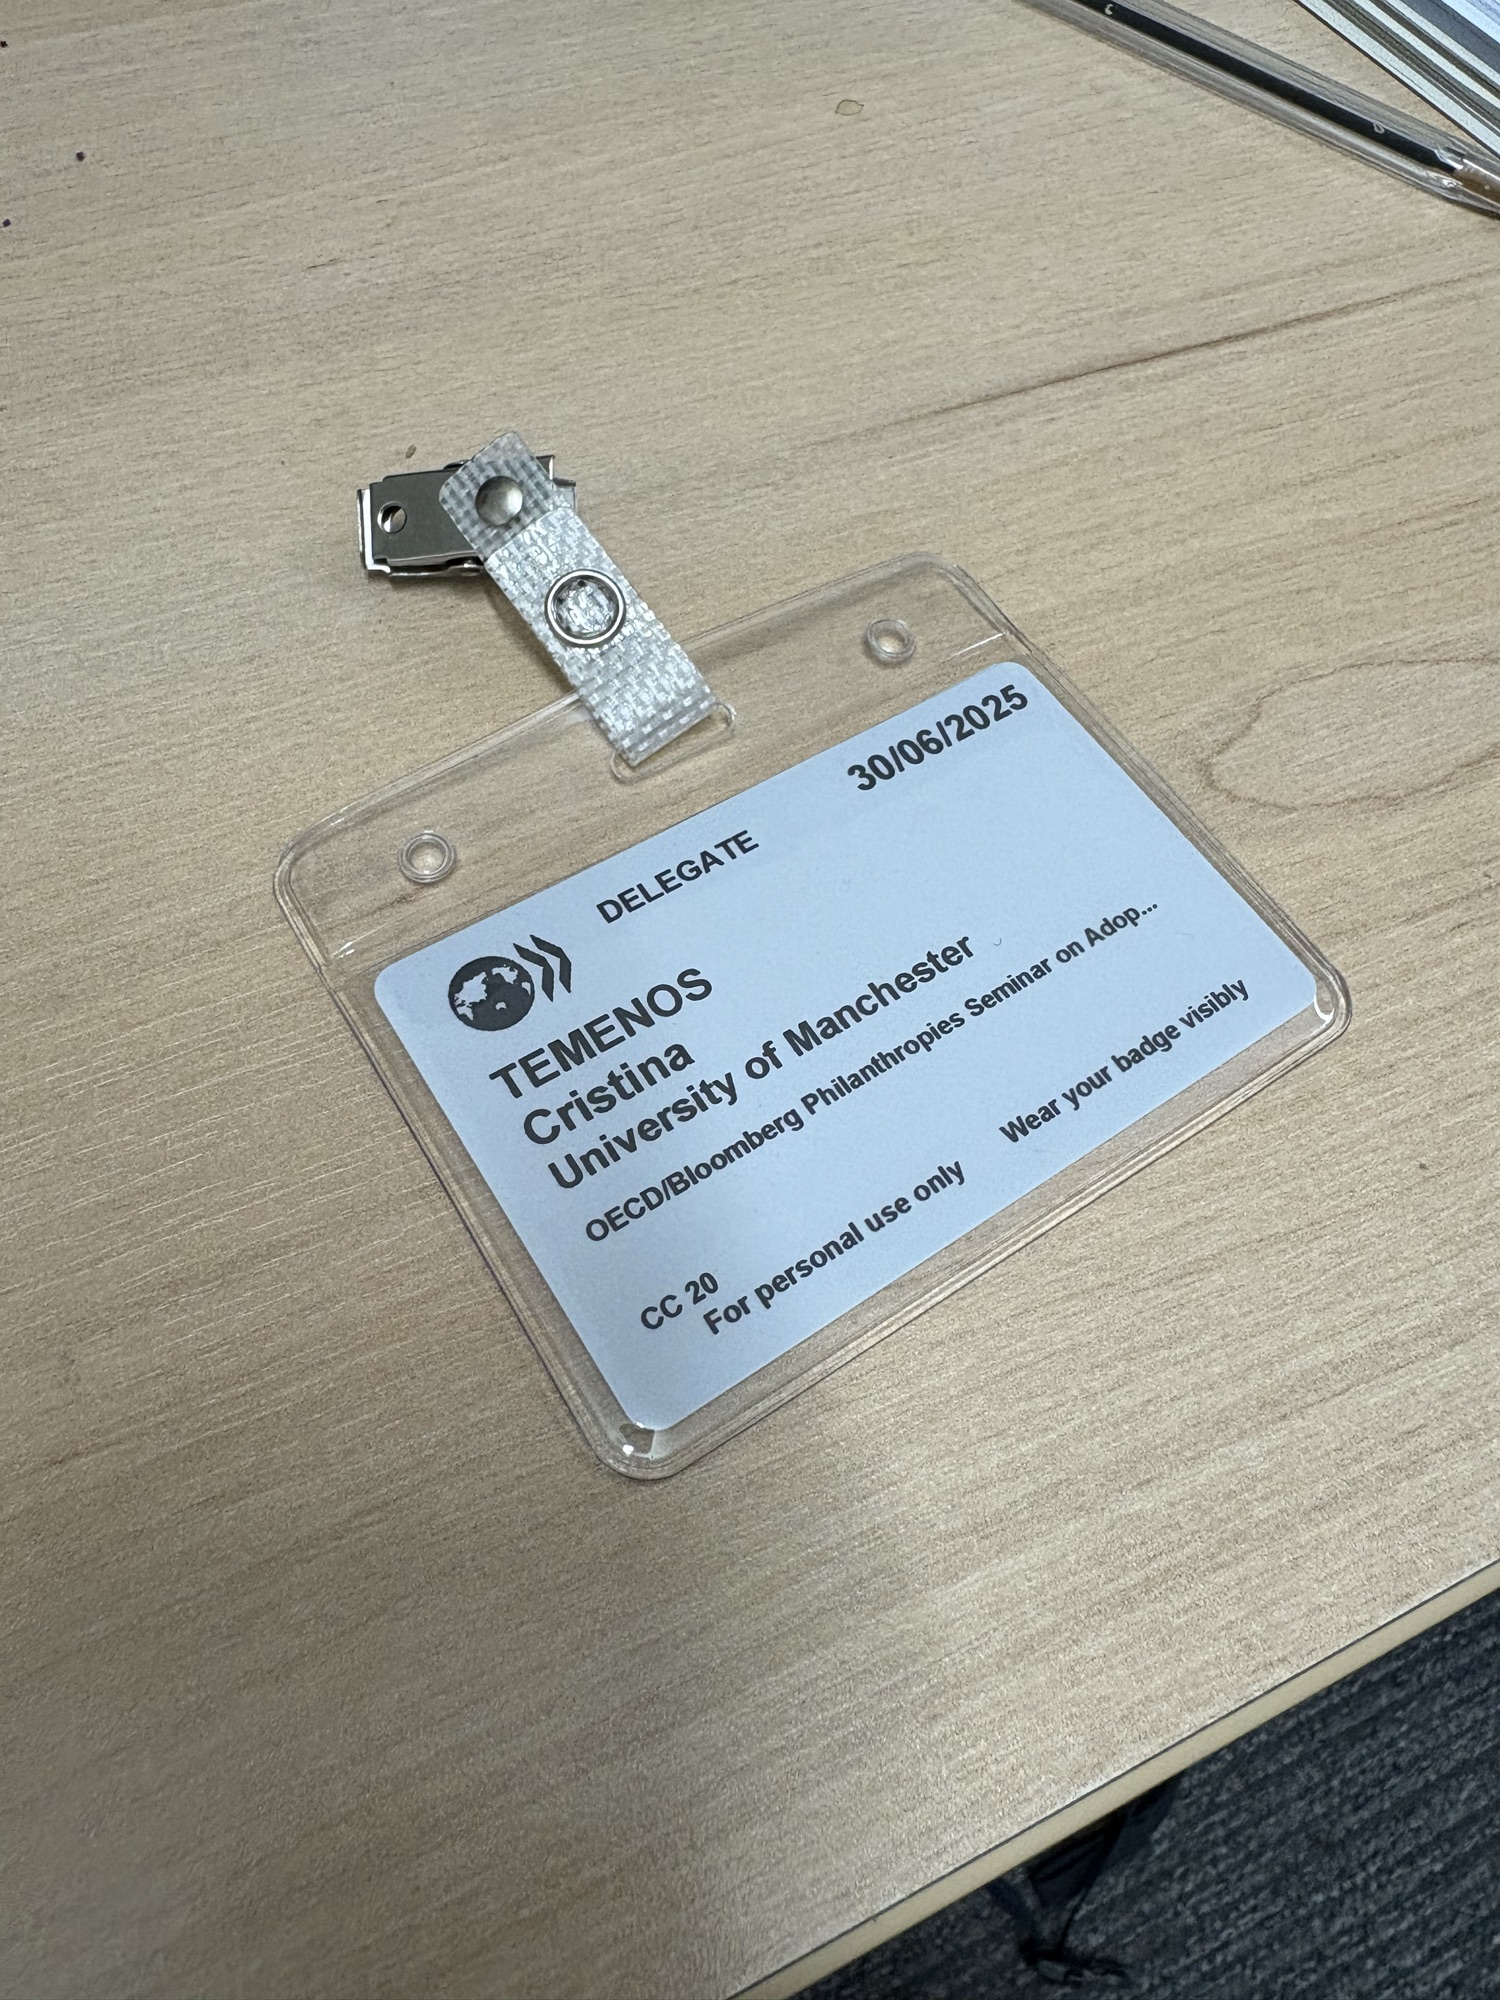 DELEGATE 30/06/2025
TEMENOS
Cristina
University of Manchester
OECD/Bloomberg Philanthropies Seminar on Adop...
CC 20
For personal use only Wear your badge visibly